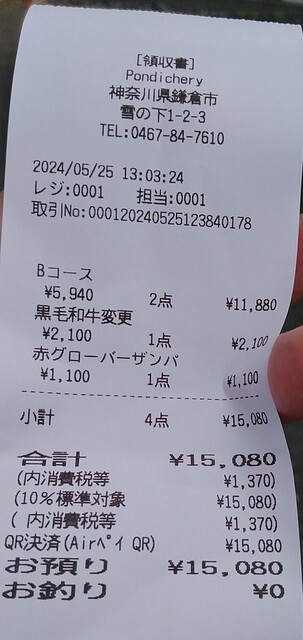 [領収書]
Pondichery
神奈川県鎌倉市
雪の下1-2-3
TEL:0467-84-7610
2024/05/25 13:03:24
レジ:0001 担当:0001
取引No:00012024052512384​0178
Bコース
¥5,940 2点 ¥11,880
黒毛和牛変更
¥2,100 1点 ¥2,100
赤グローバーザンパ
¥1,100 1点 ¥1,100
小計 4点 ¥15,080
合計 ¥15,080
(内消費税等 ¥1,370)
(10%標準対象 ¥15,080)
( 内消費税等 ¥1,370)
QR決済(Airペイ QR) ¥15,080
お預り ¥15,080
お釣り ¥0